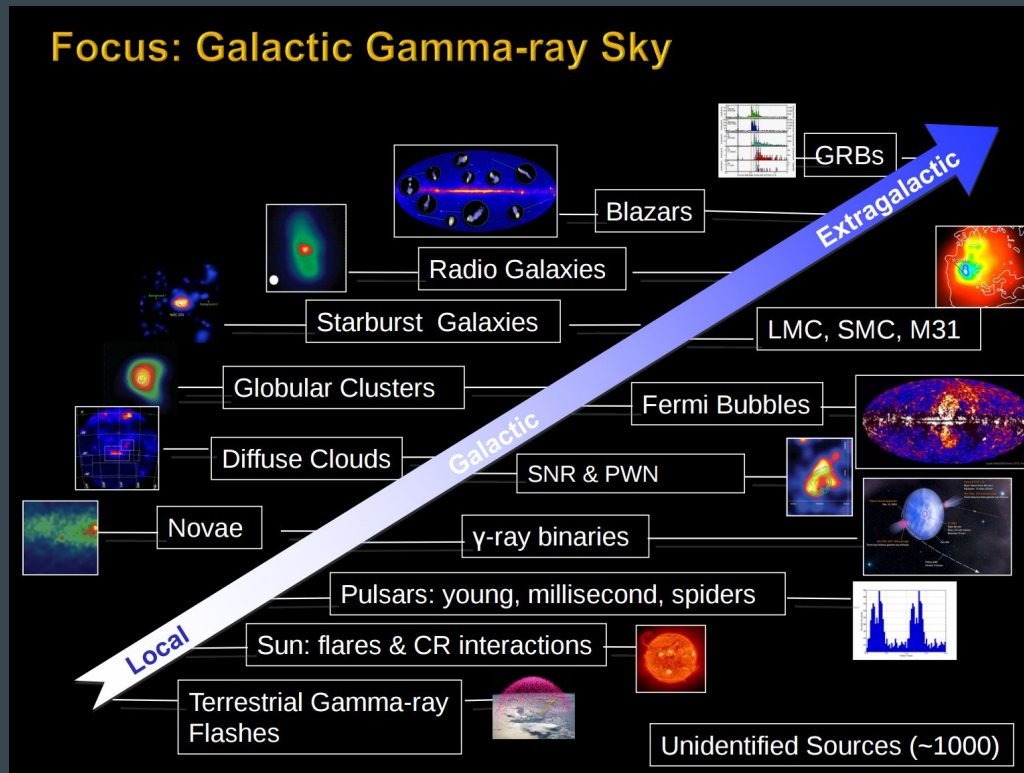 Focus: Galactic Gamma-ray Sky
GRBs
Extragalactic
Blazars
Radio Galaxies
Starburst  Galaxies
LMC, SMC, M31
Globular Clusters
Fermi Bubbles
Galactic
Diffuse Clouds
SNR & PWN
Novae
γ-ray binaries
Pulsars: young, millisecond, spiders
Local
Sun: flares & CR interactions
Terrestrial Gamma-ray
Flashes
Unidentified Sources (~1000)